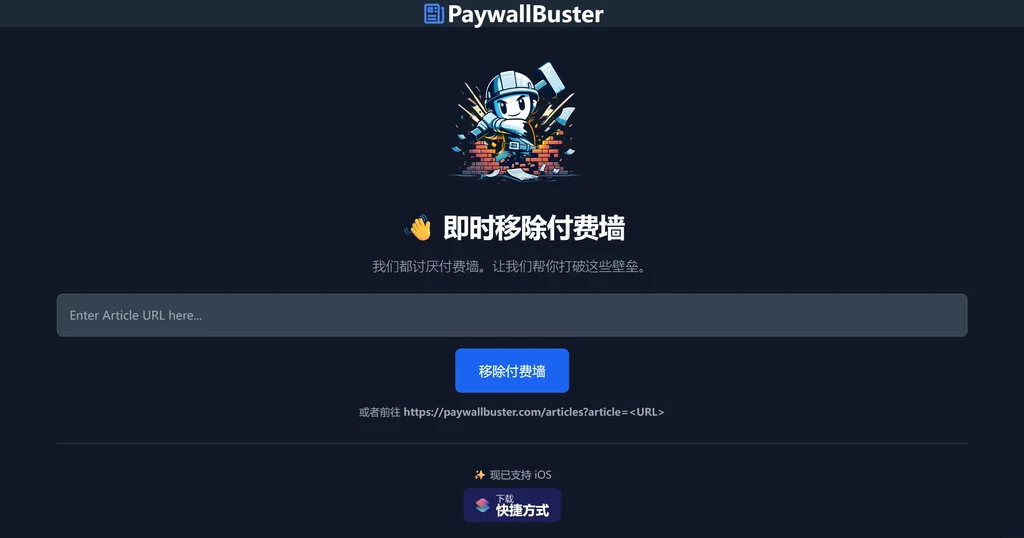 PaywallBuster
👋 即时移除付费墙
我们都讨厌付费墙。让我们帮你打破这些壁垒。
Enter Article URL here...
移除付费墙
或者前往 https://paywallbuster.com/articles?article=<URL>
✨ 现已支持 iOS
下载
快捷方式